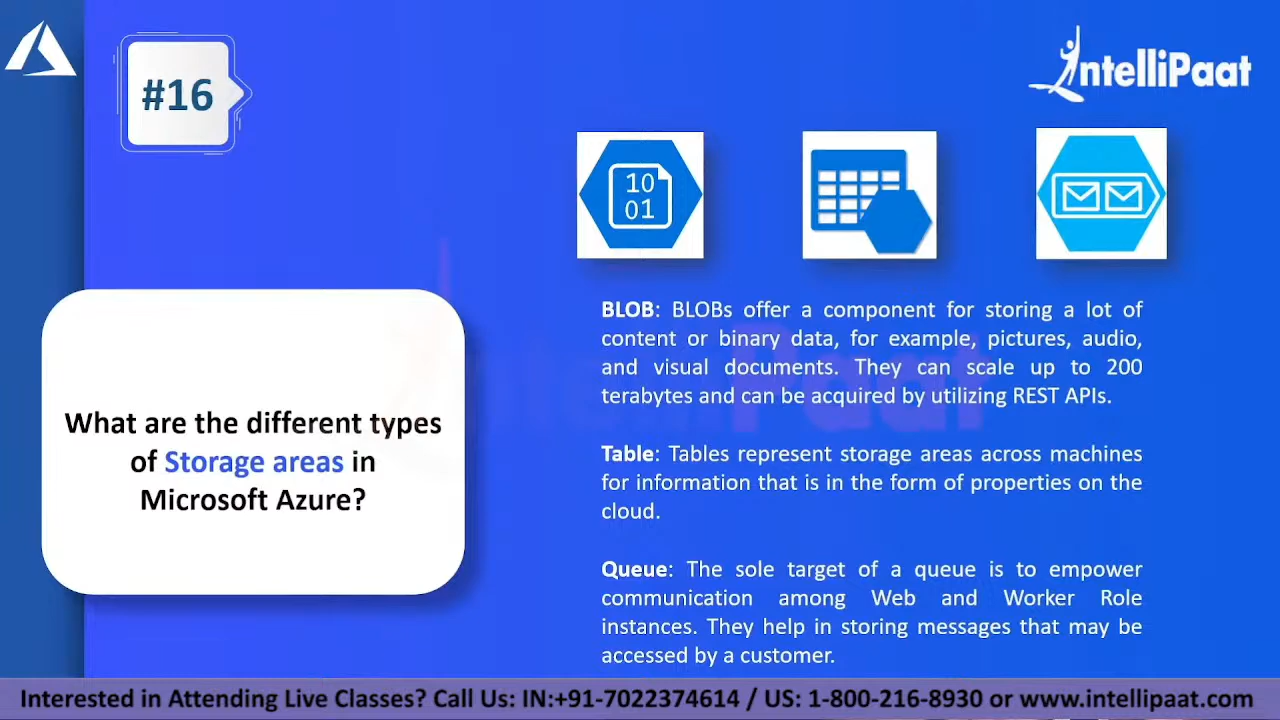 #16
IntelliPaat
10
01
What are the different types
of Storage areas in
Microsoft Azure?
BLOB: BLOBs offer a component for storing a lot of
content or binary data, for example, pictures, audio,
and visual documents. They can scale up to 200
terabytes and can be acquired by utilizing REST APIs.
Table: Tables represent storage areas across machines
for information that is in the form of properties on the
cloud.
Queue: The sole target of a queue is to empower
communication among Web and Worker Role
instances. They help in storing messages that may be
accessed by a customer.
Interested in Attending Live Classes? Call Us: IN:+91-7022374614 / US: 1-800-216-8930 or www.intellipaat.com